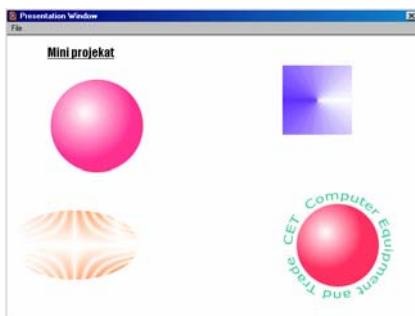 Presentation Window
File
Mini projekat
CET Computer Equipment and Trade